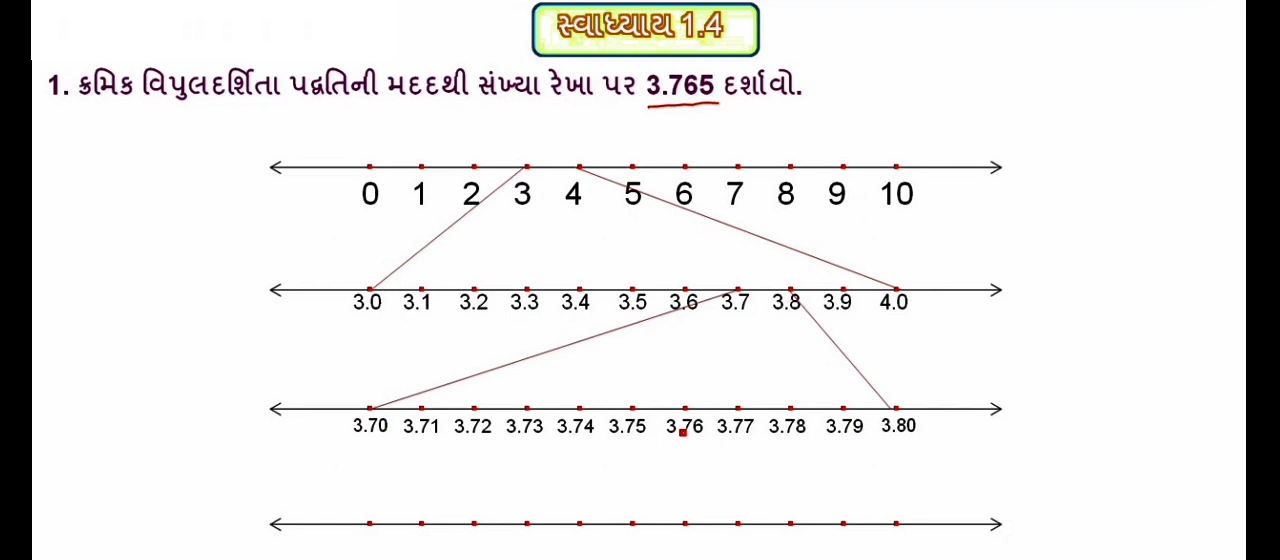 સ્વાધ્યાય 1.4
1. ક્રમિક વિપુલદર્શિતા પદ્વતિની મદદથી સંખ્યા રેખા પર 3.765 દર્શાવો.
0 1 2 3 4 5 6 7 8 9 10
3.0 3.1 3.2 3.3 3.4 3.5 3.6 3.7 3.8 3.9 4.0
3.70 3.71 3.72 3.73 3.74 3.75 3.76 3.77 3.78 3.79 3.80